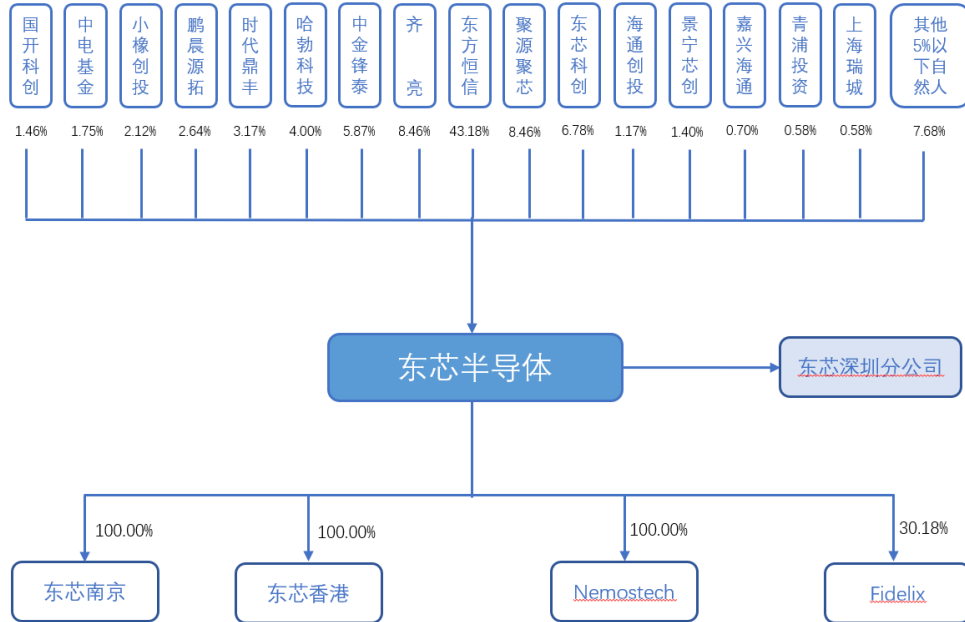 国开科创
中电基金
小橡创投
鹏晨源拓
时代鼎丰
哈勃科技
中金锋泰
齐亮
东方恒信
聚源聚芯
东芯科创
海通创投
景宁芯创
嘉兴海通
青浦投资
上海瑞城
其他
5%以
下自
然人
1.46%
1.75%
2.12%
2.64%
3.17%
4.00%
5.87%
8.46%
43.18%
8.46%
6.78%
1.17%
1.40%
0.70%
0.58%
0.58%
7.68%
东芯半导体
东芯深圳分公司
100.00%
100.00%
100.00%
30.18%
东芯南京
东芯香港
Nemostech
Fidelix